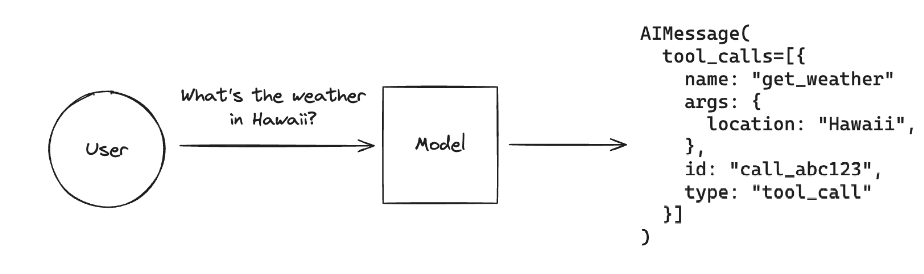 User
What's the weather
in Hawaii?
Model
AIMessage(
  tool_calls=[{
    name: "get_weather"
    args: {
      location: "Hawaii",
    },
    id: "call_abc123",
    type: "tool_call"
  }]
)